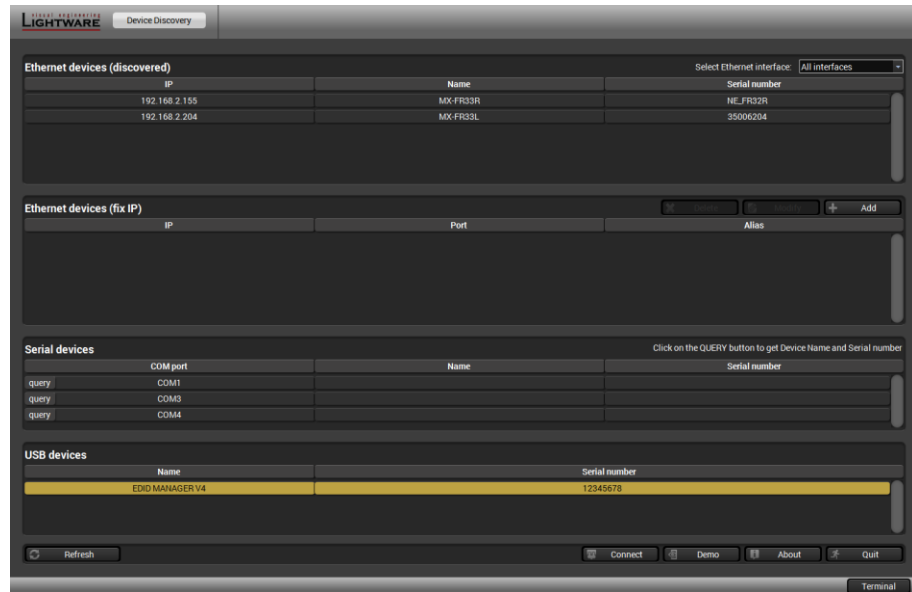 visual engineering
LIGHTWARE
Device Discovery
Ethernet devices (discovered)
Select Ethernet interface: All interfaces
IP Name Serial number
192.168.2.155 MX-FR33R NE_FR32R
192.168.2.204 MX-FR33L 35006204
Ethernet devices (fix IP)
Delete Modify Add
IP Port Alias
Serial devices
Click on the QUERY button to get Device Name and Serial number
COM port Name Serial number
query COM1
query COM3
query COM4
USB devices
Name Serial number
EDID MANAGER V4 12345678
Refresh Connect Demo About Quit
Terminal